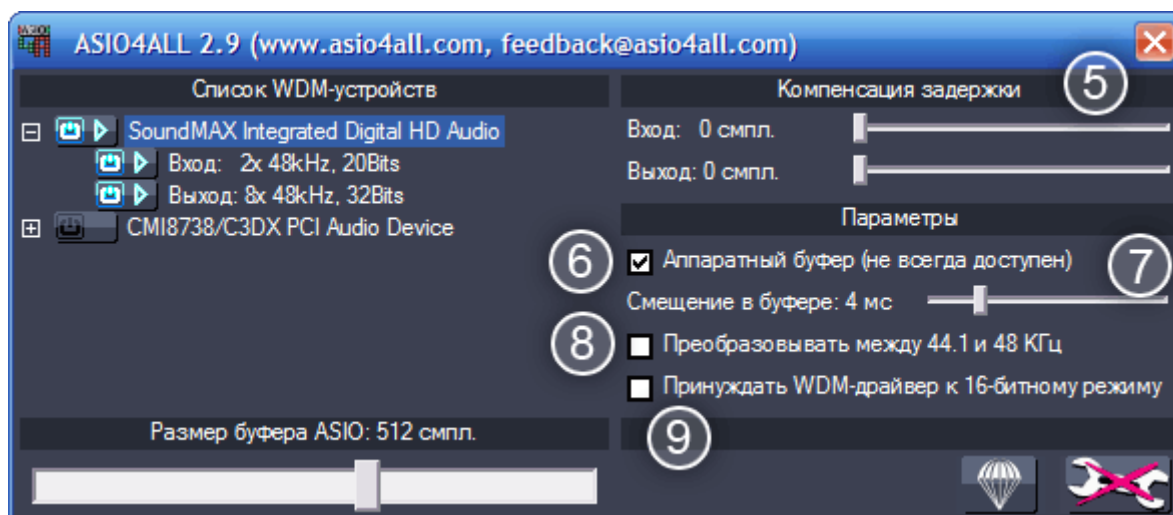 ASIO4ALL 2.9 (www.asio4all.com, feedback@asio4all.com)
Список WDM-устройств
SoundMAX Integrated Digital HD Audio
Вход: 2x 48kHz, 20Bits
Выход: 8x 48kHz, 32Bits
CMI8738/C3DX PCI Audio Device
Размер буфера ASIO: 512 смпл.
Компенсация задержки
5
Вход: 0 смпл.
Выход: 0 смпл.
Параметры
6
Аппаратный буфер (не всегда доступен)
7
Смещение в буфере: 4 мс
8
Преобразовывать между 44.1 и 48 КГц
Принуждать WDM-драйвер к 16-битному режиму
9